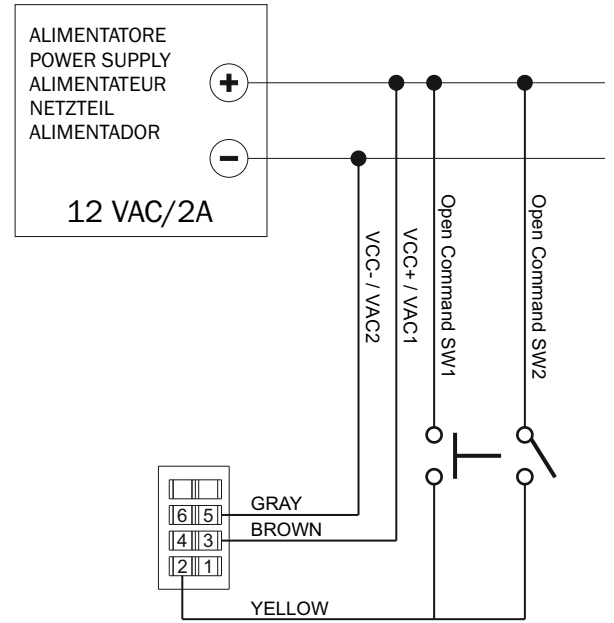 ALIMENTATORE
POWER SUPPLY
ALIMENTATEUR
NETZTEIL
ALIMENTADOR
+
-
12 VAC/2A
VCC- / VAC2
VCC+ / VAC1
Open Command SW1
Open Command SW2
6 5
4 3
2 1
GRAY
BROWN
YELLOW